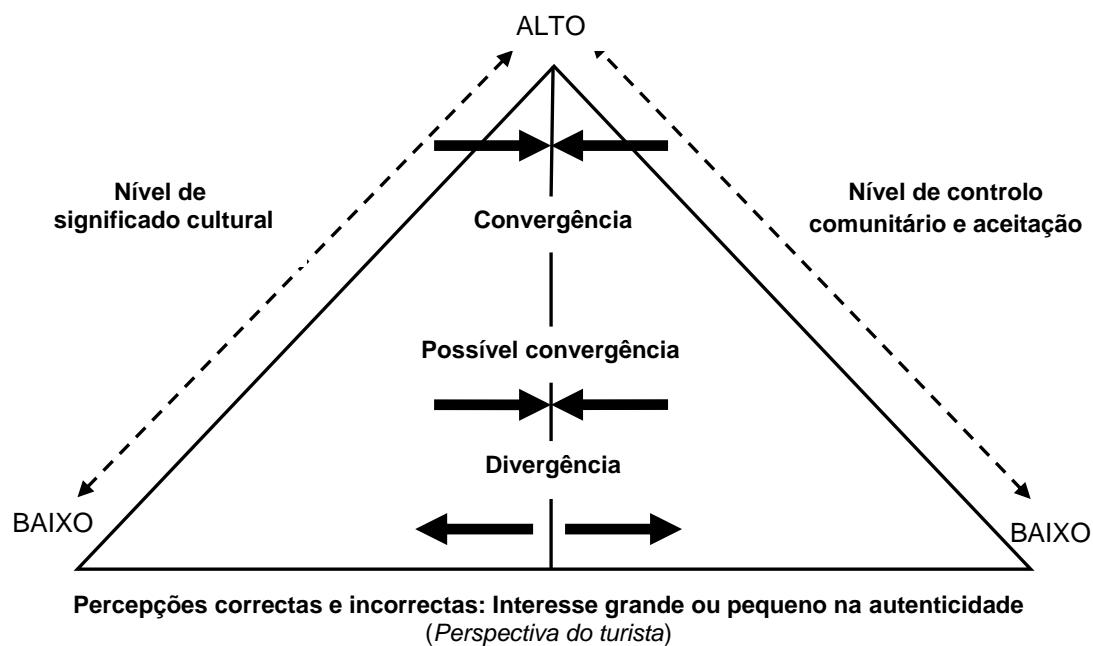 ALTO
Nível de
significado cultural
Nível de controlo
comunitário e aceitação
Convergência
Possível convergência
Divergência
BAIXO
BAIXO
Percepções correctas e incorrectas: Interesse grande ou pequeno na autenticidade
(Perspectiva do turista)